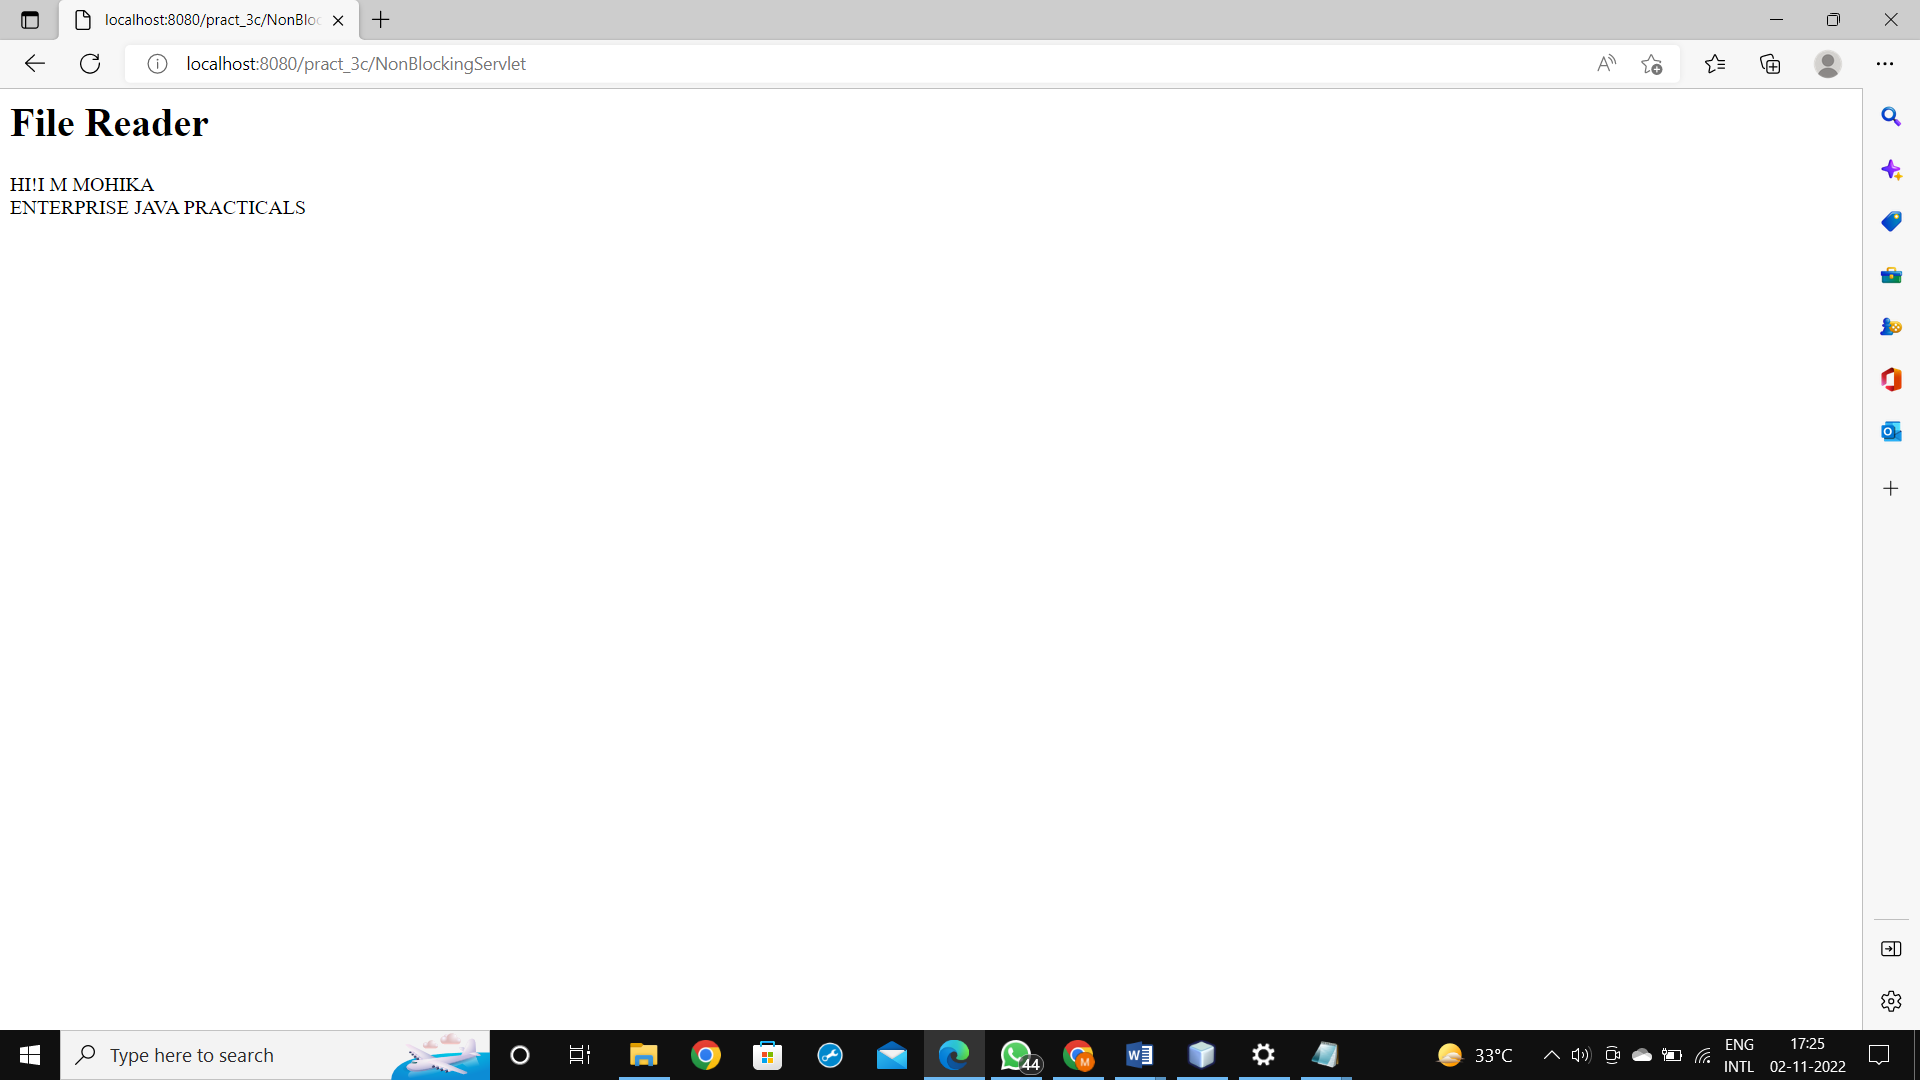 localhost:8080/pract_3c/NonBloc
localhost:8080/pract_3c/NonBlockingServlet
File Reader
HI!I M MOHIKA
ENTERPRISE JAVA PRACTICALS
Type here to search
44
M
33°C
ENG
INTL
17:25
02-11-2022